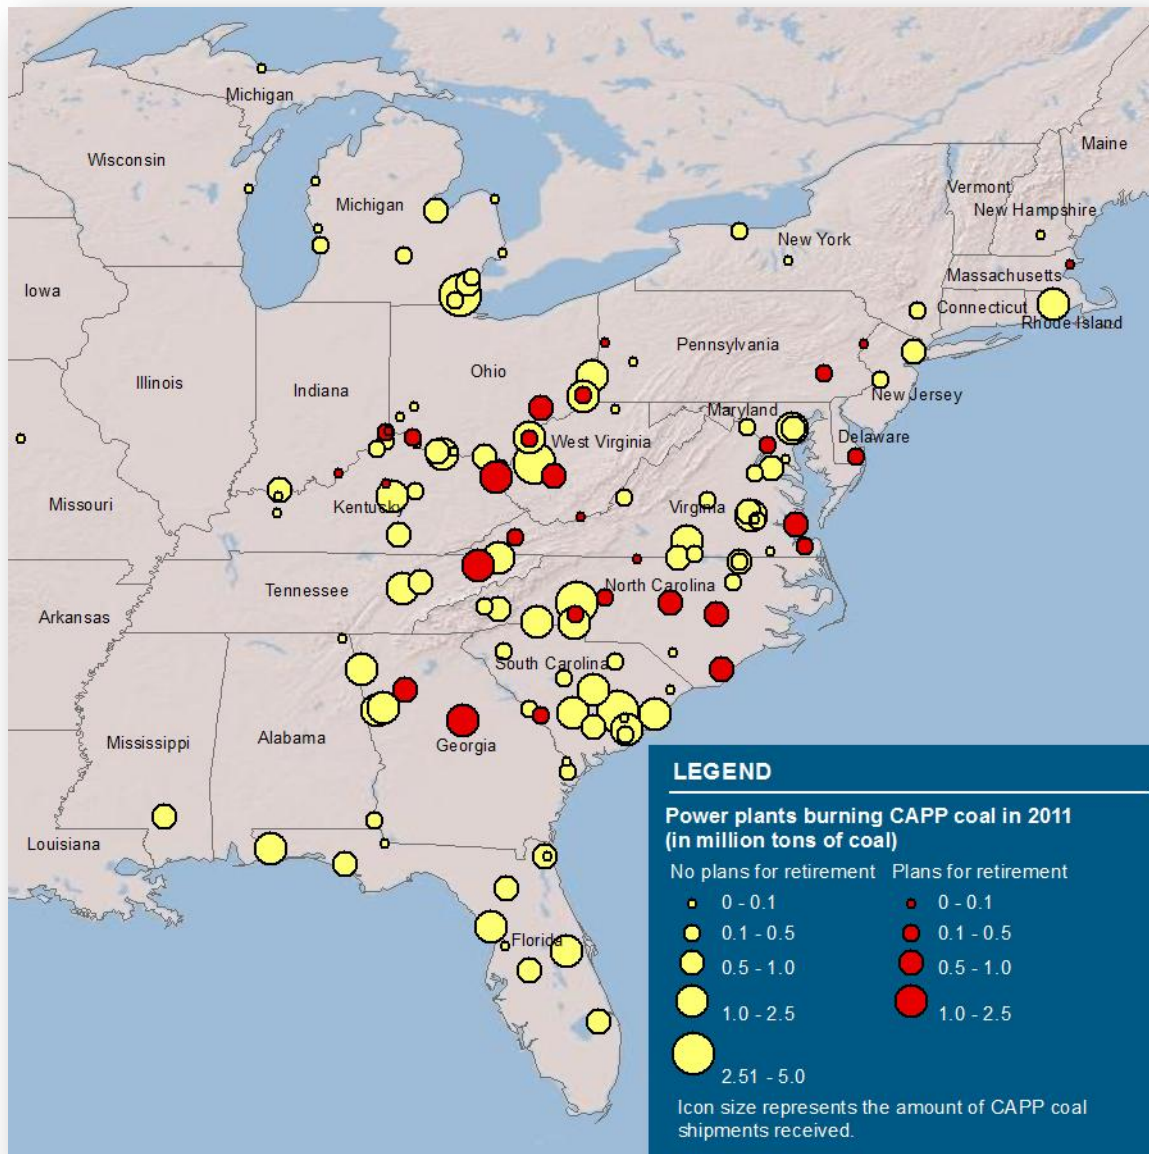 Michigan
Maine
Wisconsin
Vermont
Michigan
New Hampshire
New York
Massachusetts
Iowa
Connecticut
Rhode Island
Pennsylvania
Ohio
Illinois
Indiana
New Jersey
Maryland
Delaware
West Virginia
Missouri
Kentucky
Virginia
Tennessee
North Carolina
Arkansas
South Carolina
Alabama
Mississippi
Georgia
Louisiana
Florida
LEGEND
Power plants burning CAPP coal in 2011
(in million tons of coal)
No plans for retirement Plans for retirement
0 - 0.1 0 - 0.1
0.1 - 0.5 0.1 - 0.5
0.5 - 1.0 0.5 - 1.0
1.0 - 2.5 1.0 - 2.5
2.51 - 5.0
Icon size represents the amount of CAPP coal
shipments received.